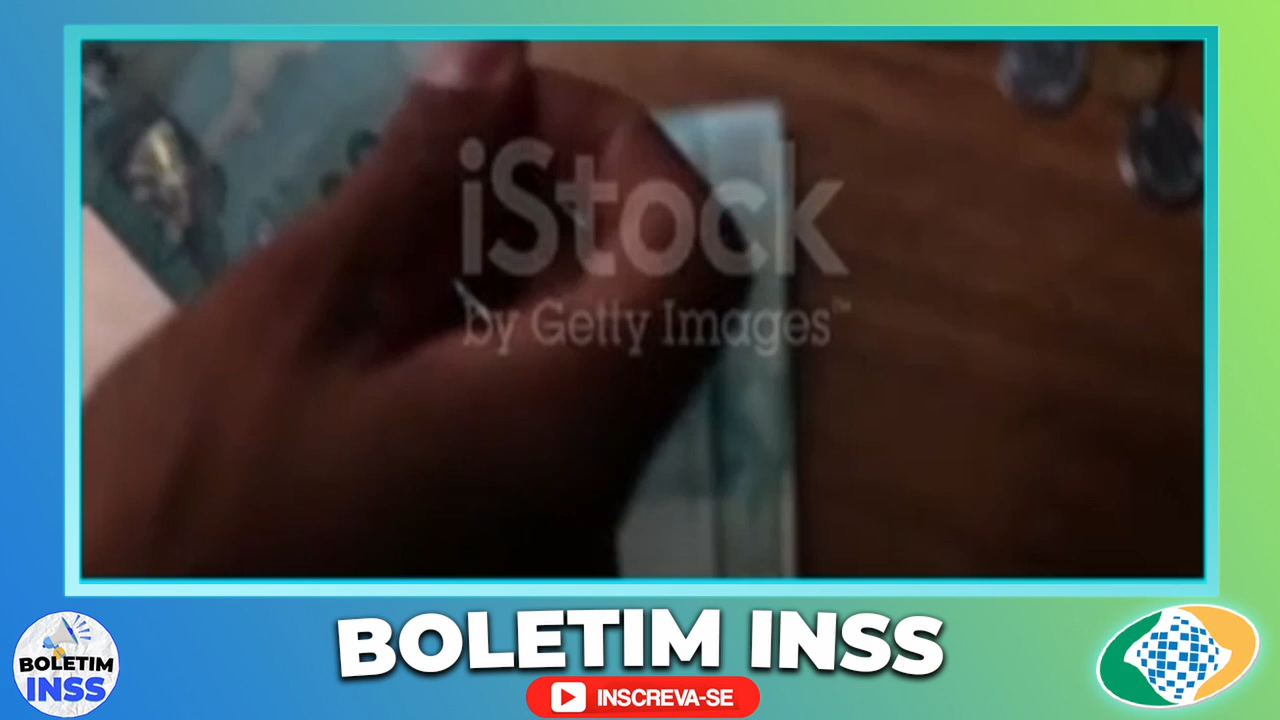 iStock
by Getty Images™
BOLETIM INSS
BOLETIM
INSS
INSCREVA-SE